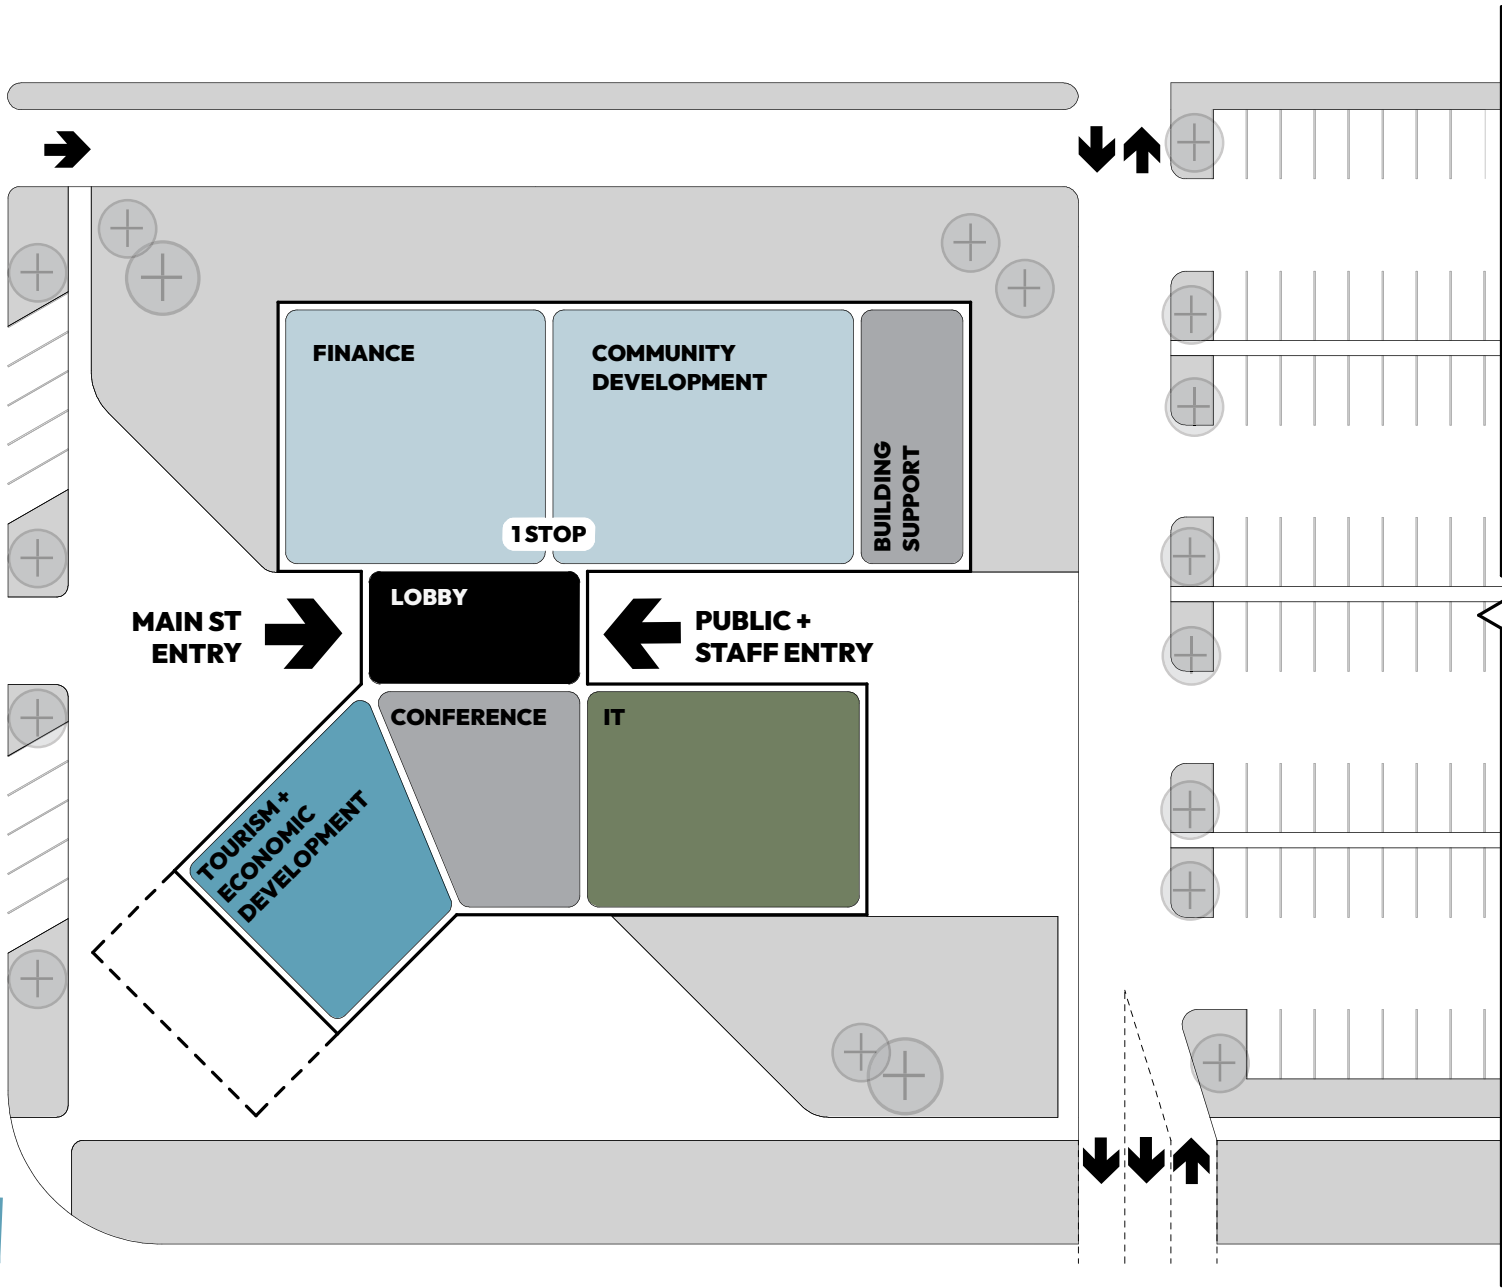 FINANCE
COMMUNITY
DEVELOPMENT
BUILDING
SUPPORT
1 STOP
LOBBY
MAIN ST
ENTRY
PUBLIC +
STAFF ENTRY
CONFERENCE
IT
TOURISM +
ECONOMIC
DEVELOPMENT